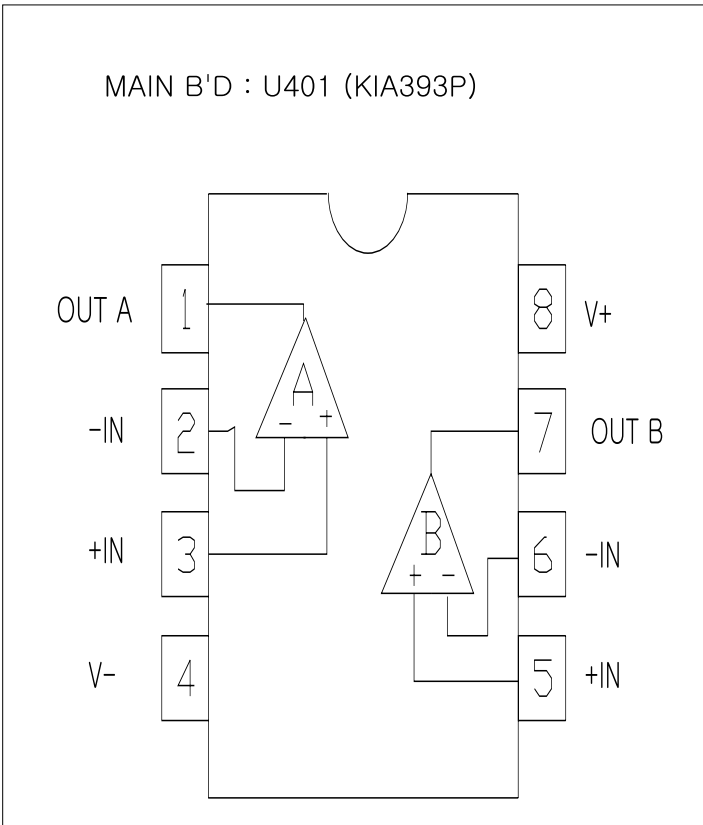 MAIN B'D : U401 (KIA393P)
OUT A 1
8 V+
A
- +
-IN 2
7 OUT B
+IN 3
B
+ -
6 -IN
V- 4
5 +IN